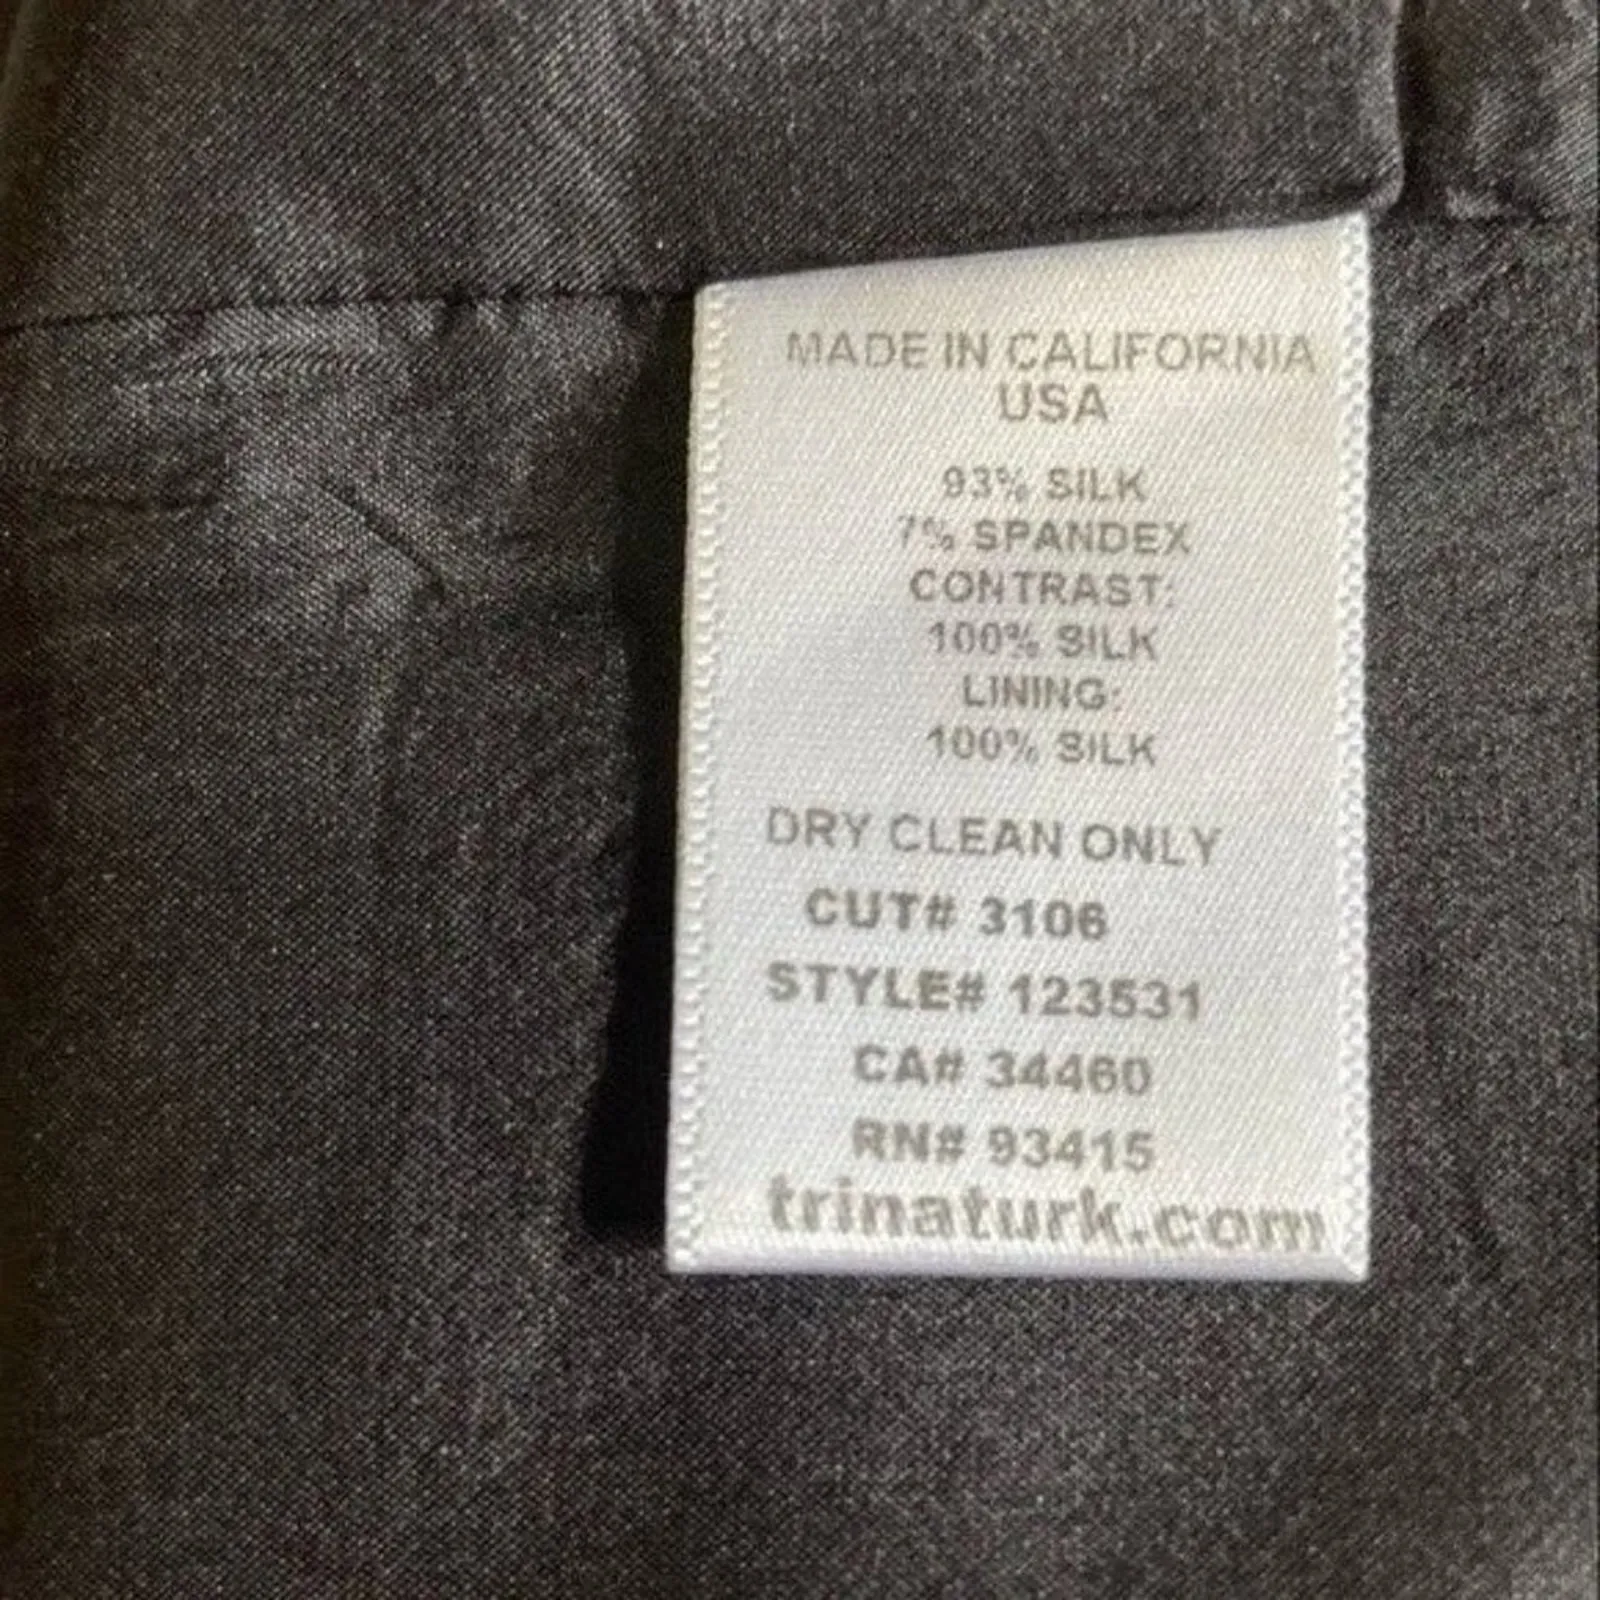 MADE IN CALIFORNIA
USA
93% SILK
7% SPANDEX
CONTRAST:
100% SILK
LINING:
100% SILK
DRY CLEAN ONLY
CUT# 3106
STYLE# 123531
CA# 34460
RN# 93415
trinaturk.com